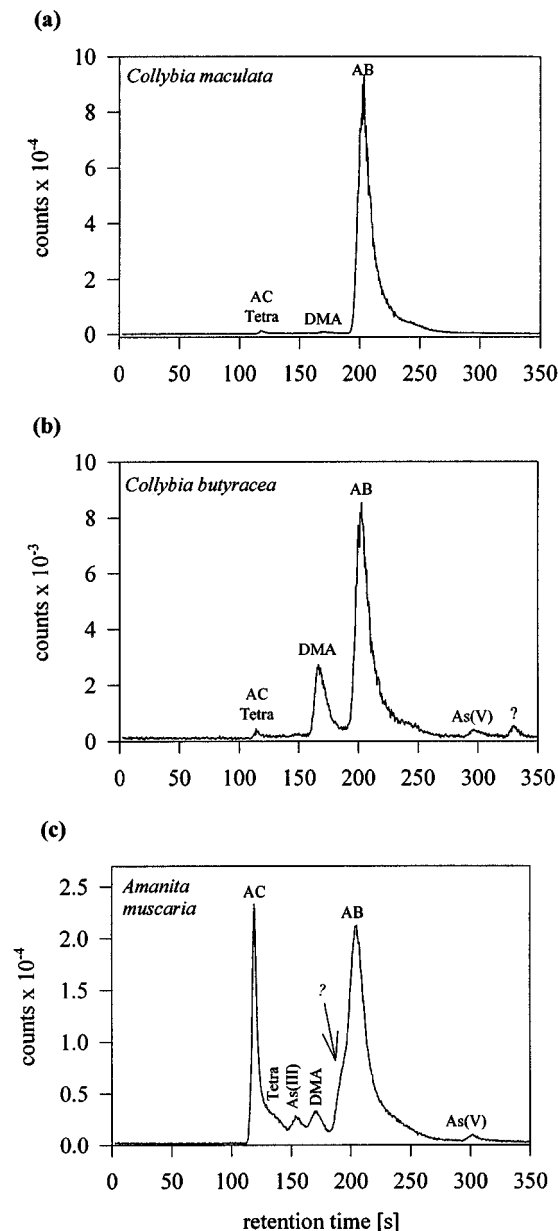 (a)
Collybia maculata
AB
AC
Tetra
DMA
counts x 10-4
10
8
6
4
2
0
0 50 100 150 200 250 300 350
(b)
Collybia butyracea
AB
DMA
AC
Tetra
As(V)
?
counts x 10-3
10
8
6
4
2
0
0 50 100 150 200 250 300 350
(c)
Amanita
muscaria
AC
AB
?
Tetra
As(III)
DMA
As(V)
counts x 10-4
2.5
2.0
1.5
1.0
0.5
0.0
0 50 100 150 200 250 300 350
retention time [s]